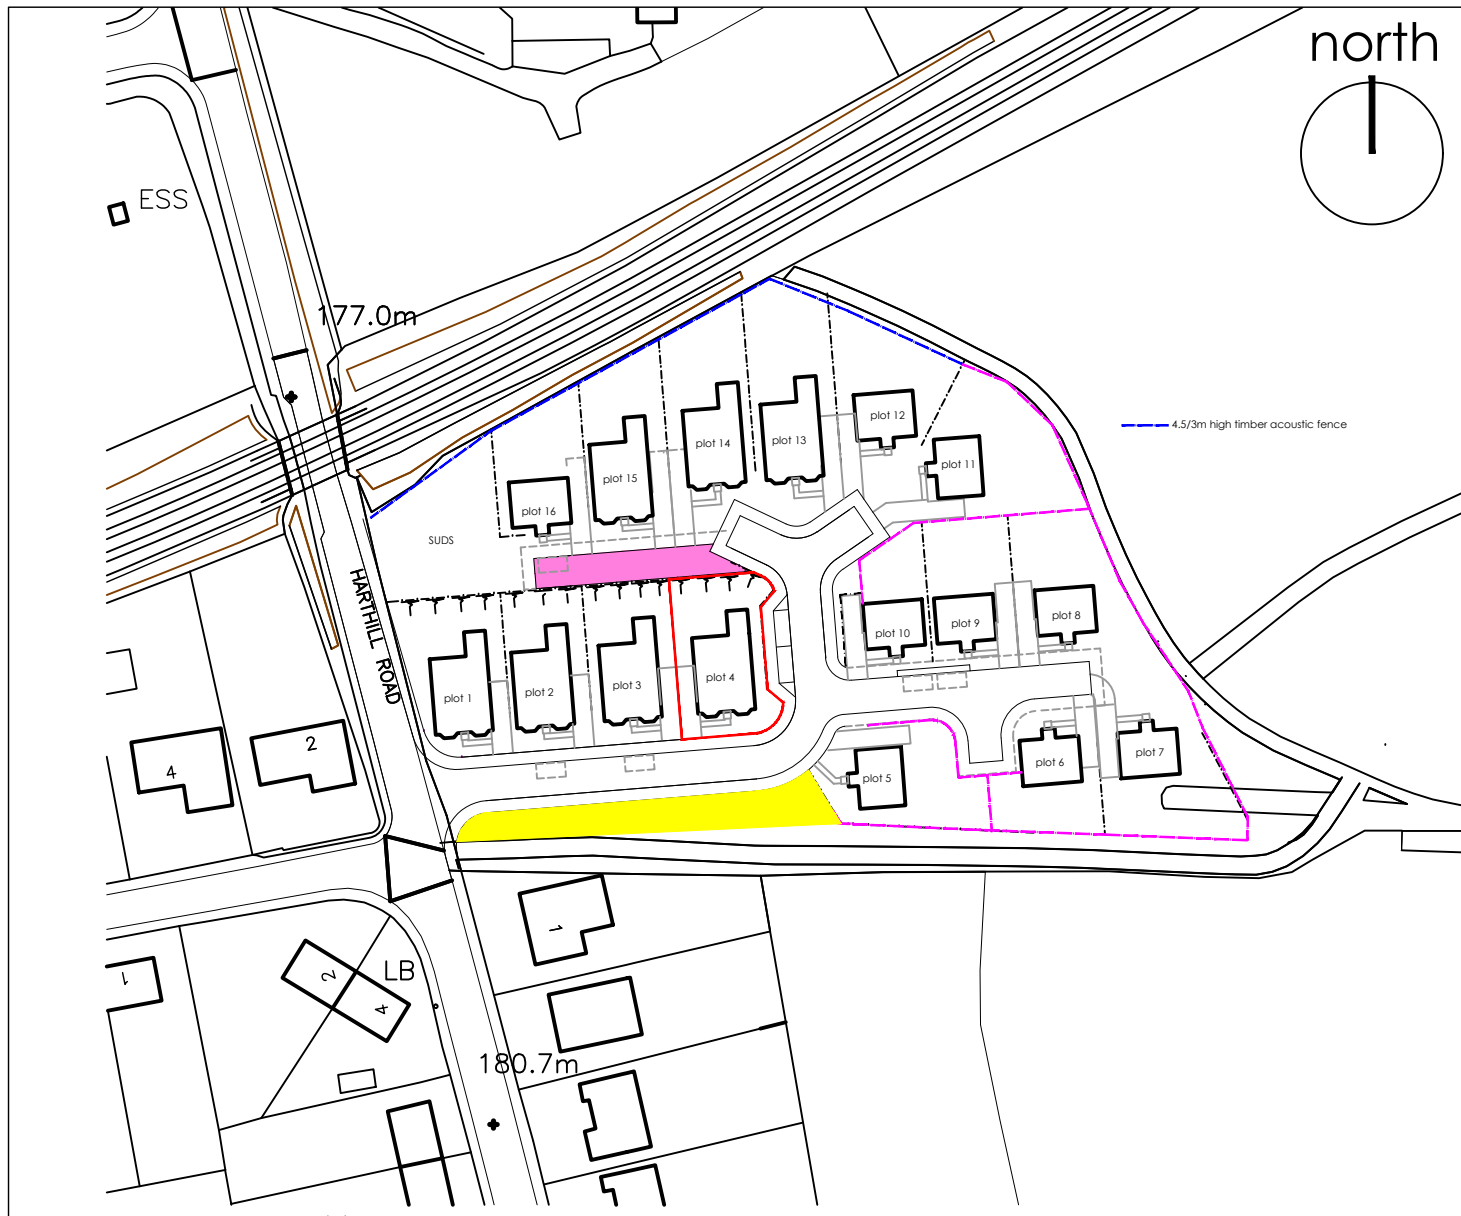 north
ESS
177.0m
4.5/3m high timber acoustic fence
plot 12
plot 14
plot 13
plot 11
plot 15
plot 16
SUDS
HARTHILL ROAD
plot 8
plot 9
plot 10
plot 4
plot 3
plot 2
plot 1
2
4
plot 7
plot 6
plot 5
1
LB
2
4
1
180.7m